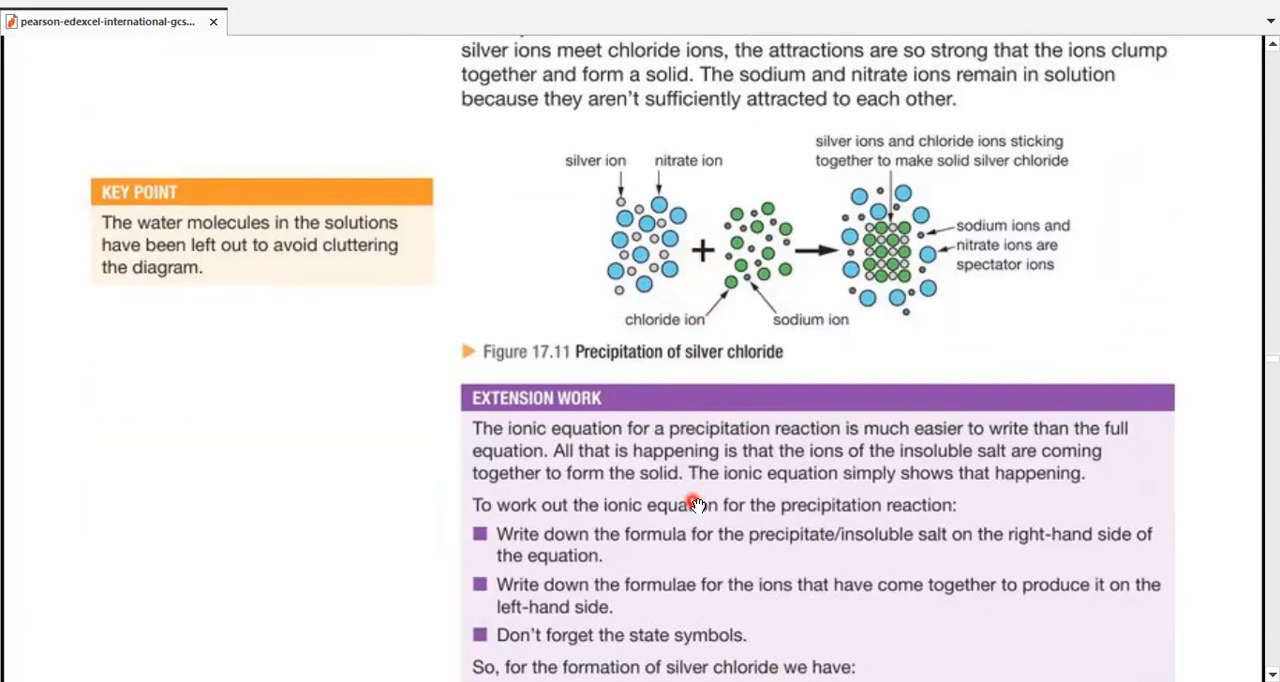 pearson-edexcel-international-gcs...
silver ions meet chloride ions, the attractions are so strong that the ions clump
together and form a solid. The sodium and nitrate ions remain in solution
because they aren't sufficiently attracted to each other.
KEY POINT
The water molecules in the solutions
have been left out to avoid cluttering
the diagram.
silver ion
nitrate ion
silver ions and chloride ions sticking
together to make solid silver chloride
+
sodium ions and
nitrate ions are
spectator ions
chloride ion
sodium ion
Figure 17.11 Precipitation of silver chloride
EXTENSION WORK
The ionic equation for a precipitation reaction is much easier to write than the full
equation. All that is happening is that the ions of the insoluble salt are coming
together to form the solid. The ionic equation simply shows that happening.
To work out the ionic equation for the precipitation reaction:
Write down the formula for the precipitate/insoluble salt on the right-hand side of
the equation.
Write down the formulae for the ions that have come together to produce it on the
left-hand side.
Don't forget the state symbols.
So, for the formation of silver chloride we have: